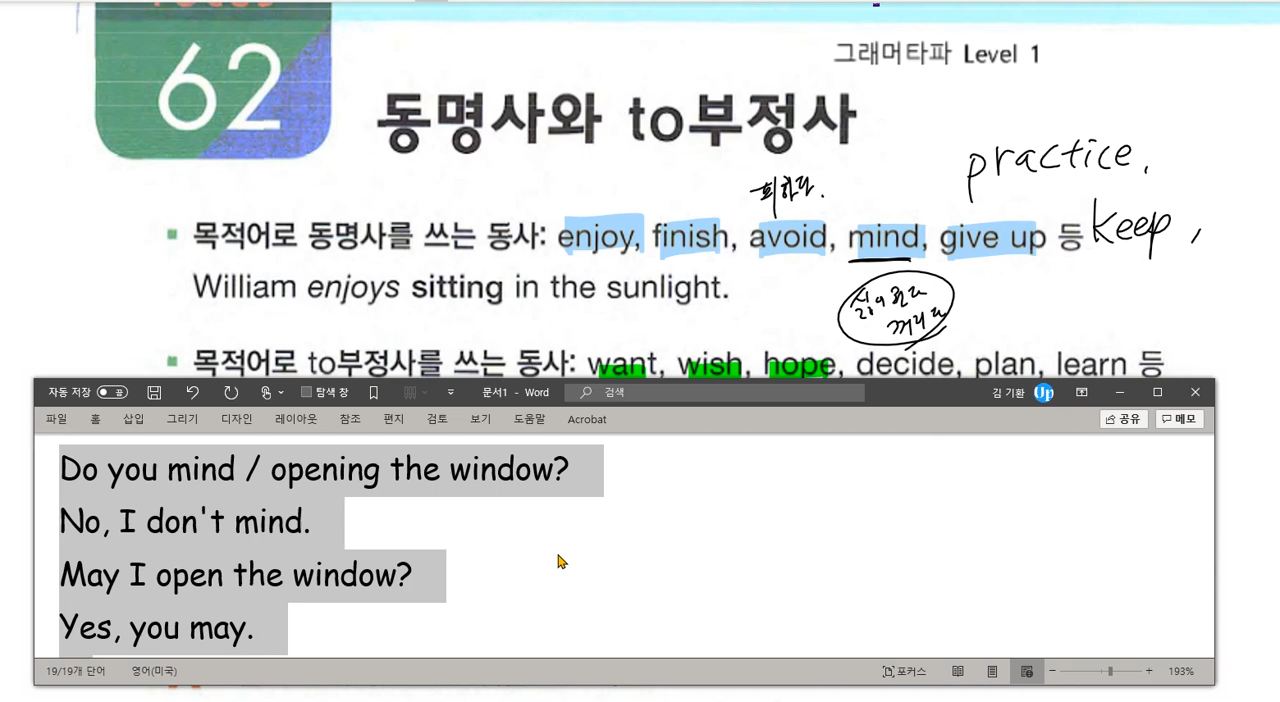 62
그래머타파 Level 1
동명사와 to부정사
practice,
피하다.
목적어로 동명사를 쓰는 동사: enjoy, finish, avoid, mind, give up 등 keep,
William enjoys sitting in the sunlight.
싫어하다
꺼리다
목적어로 to부정사를 쓰는 동사: want, wish, hope, decide, plan, learn 등
자동 저장 끔 탐색 창 문서1 - Word 검색 김 기환 Up
파일 홈 삽입 그리기 디자인 레이아웃 참조 편지 검토 보기 도움말 Acrobat 공유 메모
Do you mind / opening the window?
No, I don't mind.
May I open the window?
Yes, you may.
19/19개 단어 영어(미국) 포커스 193%